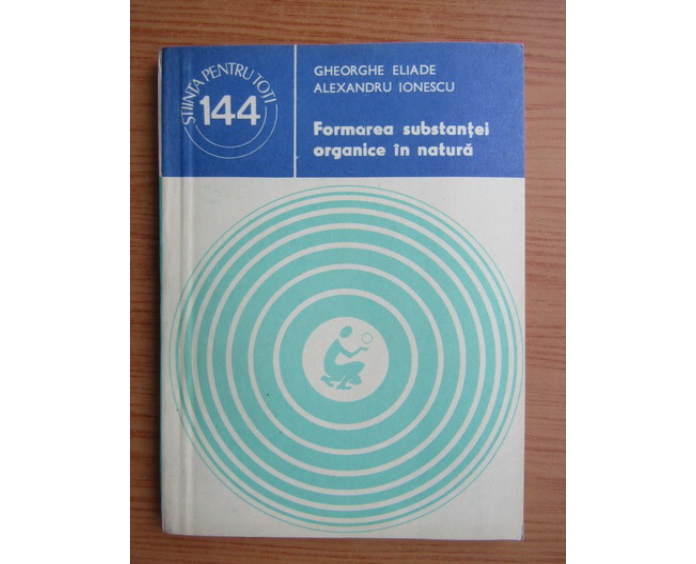 ȘTIINȚA PENTRU TOȚI
144
GHEORGHE ELIADE
ALEXANDRU IONESCU
Formarea substanței
organice în natură